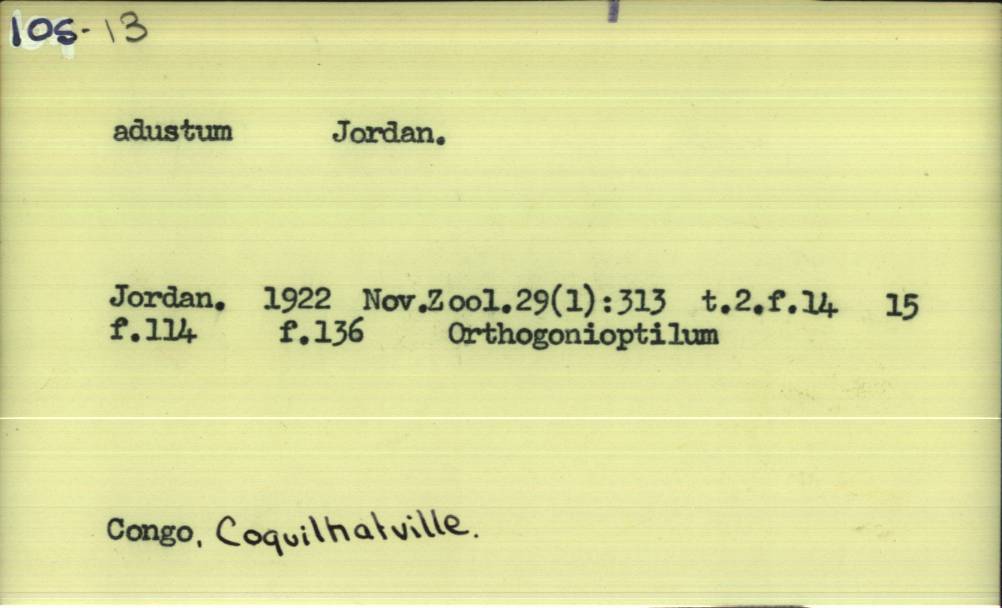 105-13
adustum Jordan.
Jordan. 1922 Nov.Zool.29(1):313 t.2.f.14 15
f.114 f.136 Orthogonioptilum
Congo, Coquilhatville.